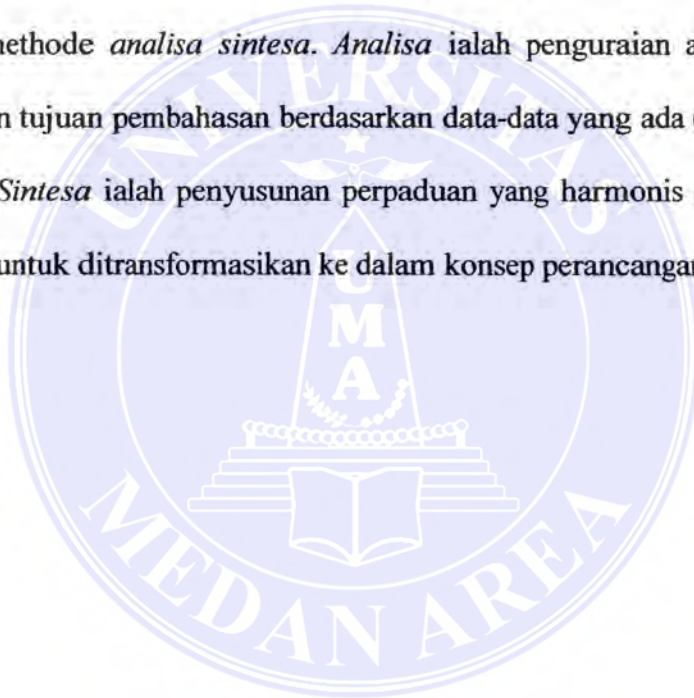 methode analisa sintesa. Analisa ialah penguraian a
n tujuan pembahasan berdasarkan data-data yang ada
Sintesa ialah penyusunan perpaduan yang harmonis
untuk ditransformasikan ke dalam konsep perancangan
UNIVERSITAS
U
M
A
MEDAN AREA